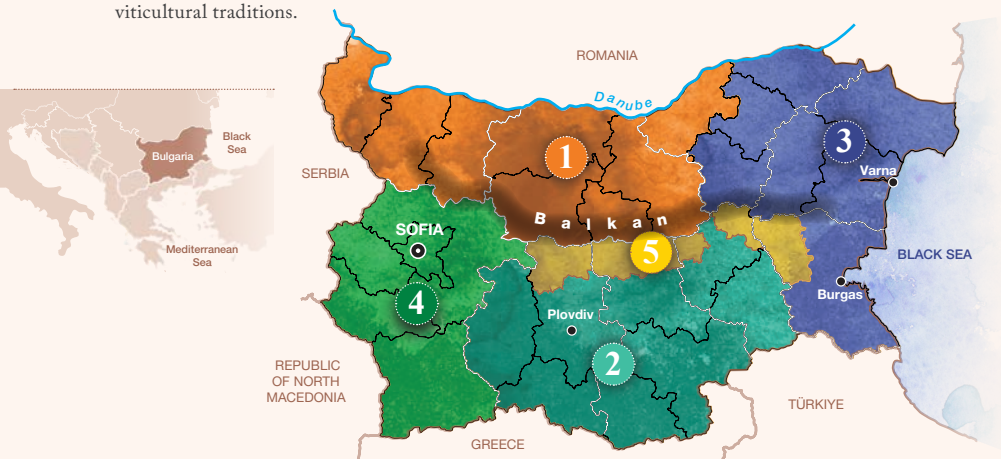 viticultural traditions.
ROMANIA
Danube
Black
Sea
Bulgaria
1
3
SERBIA
Varna
Balkan
SOFIA
5
Mediterranean
Sea
BLACK SEA
4
Burgas
Plovdiv
2
REPUBLIC
OF NORTH
MACEDONIA
TÜRKIYE
GREECE